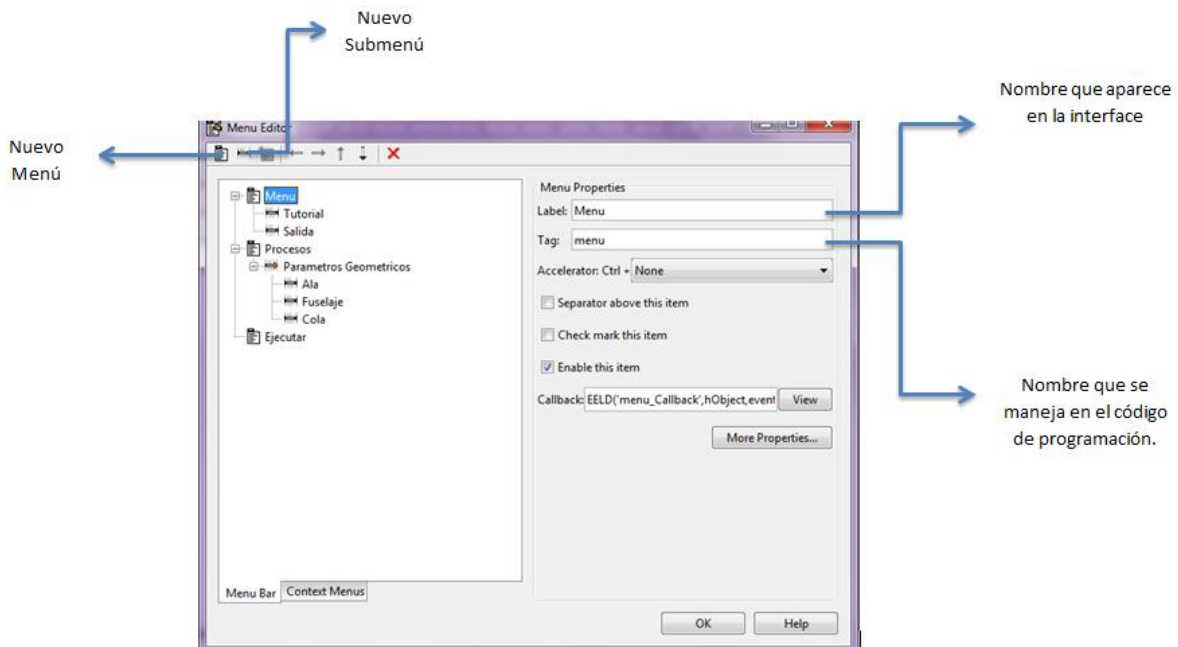 Nuevo
Submenú
Nombre que aparece
en la interface
Nuevo
Menú
Menu Editor
Menu
Tutorial
Salida
Procesos
Parametros Geometricos
Ala
Fuselaje
Cola
Ejecutar
Menu Properties
Label: Menu
Tag: menu
Accelerator: Ctrl + None
Separator above this item
Check mark this item
Enable this item
Callback: EELD('menu_Callback',hObject,event View
More Properties...
Nombre que se
maneja en el código
de programación.
Menu Bar Context Menus
OK Help